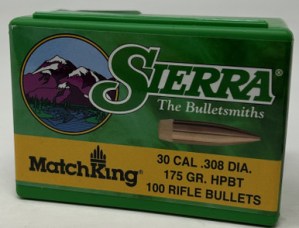 SIERRA®
The Bulletsmiths
MatchKing®
30 CAL .308 DIA.
175 GR. HPBT
100 RIFLE BULLETS